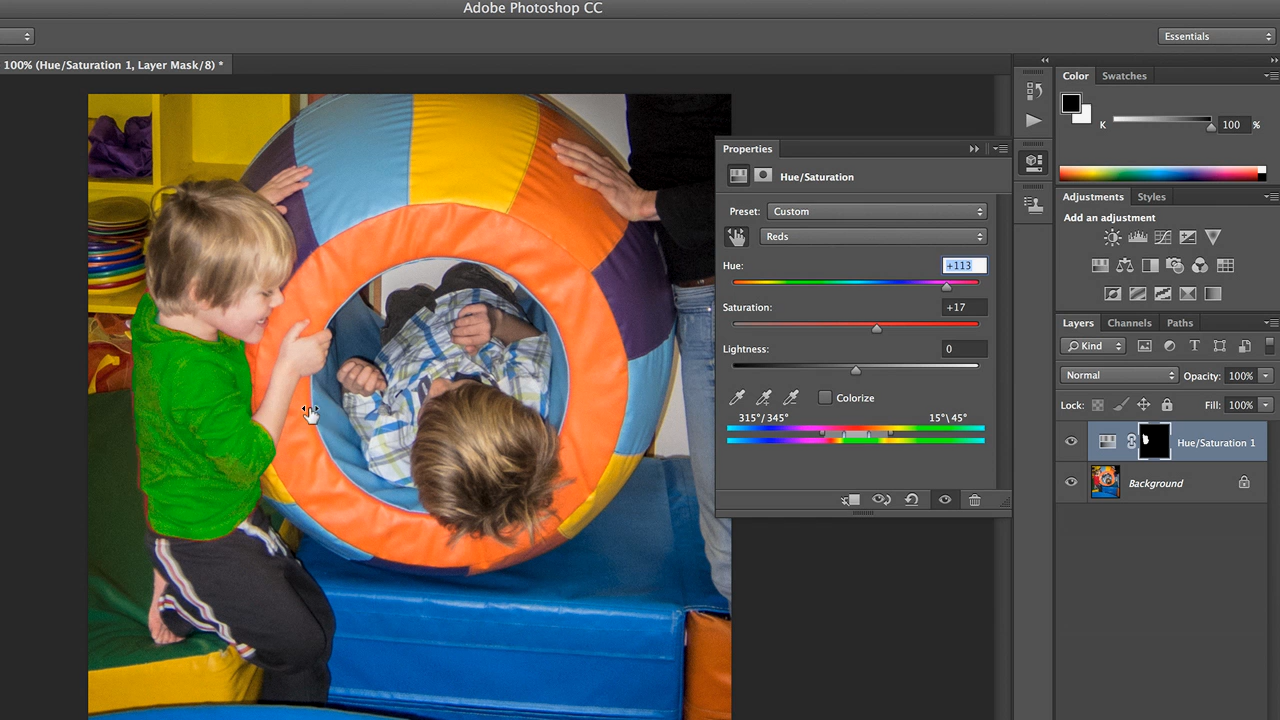 Adobe Photoshop CC
Essentials
100% (Hue/Saturation 1, Layer Mask/8) *
Color Swatches
K 100 %
Properties
Hue/Saturation
Preset: Custom
Reds
Hue: +113
Saturation: +17
Lightness: 0
Colorize
315°/ 345° 15°\ 45°
Adjustments Styles
Add an adjustment
Layers Channels Paths
Kind
Normal Opacity: 100%
Lock: Fill: 100%
Hue/Saturation 1
Background